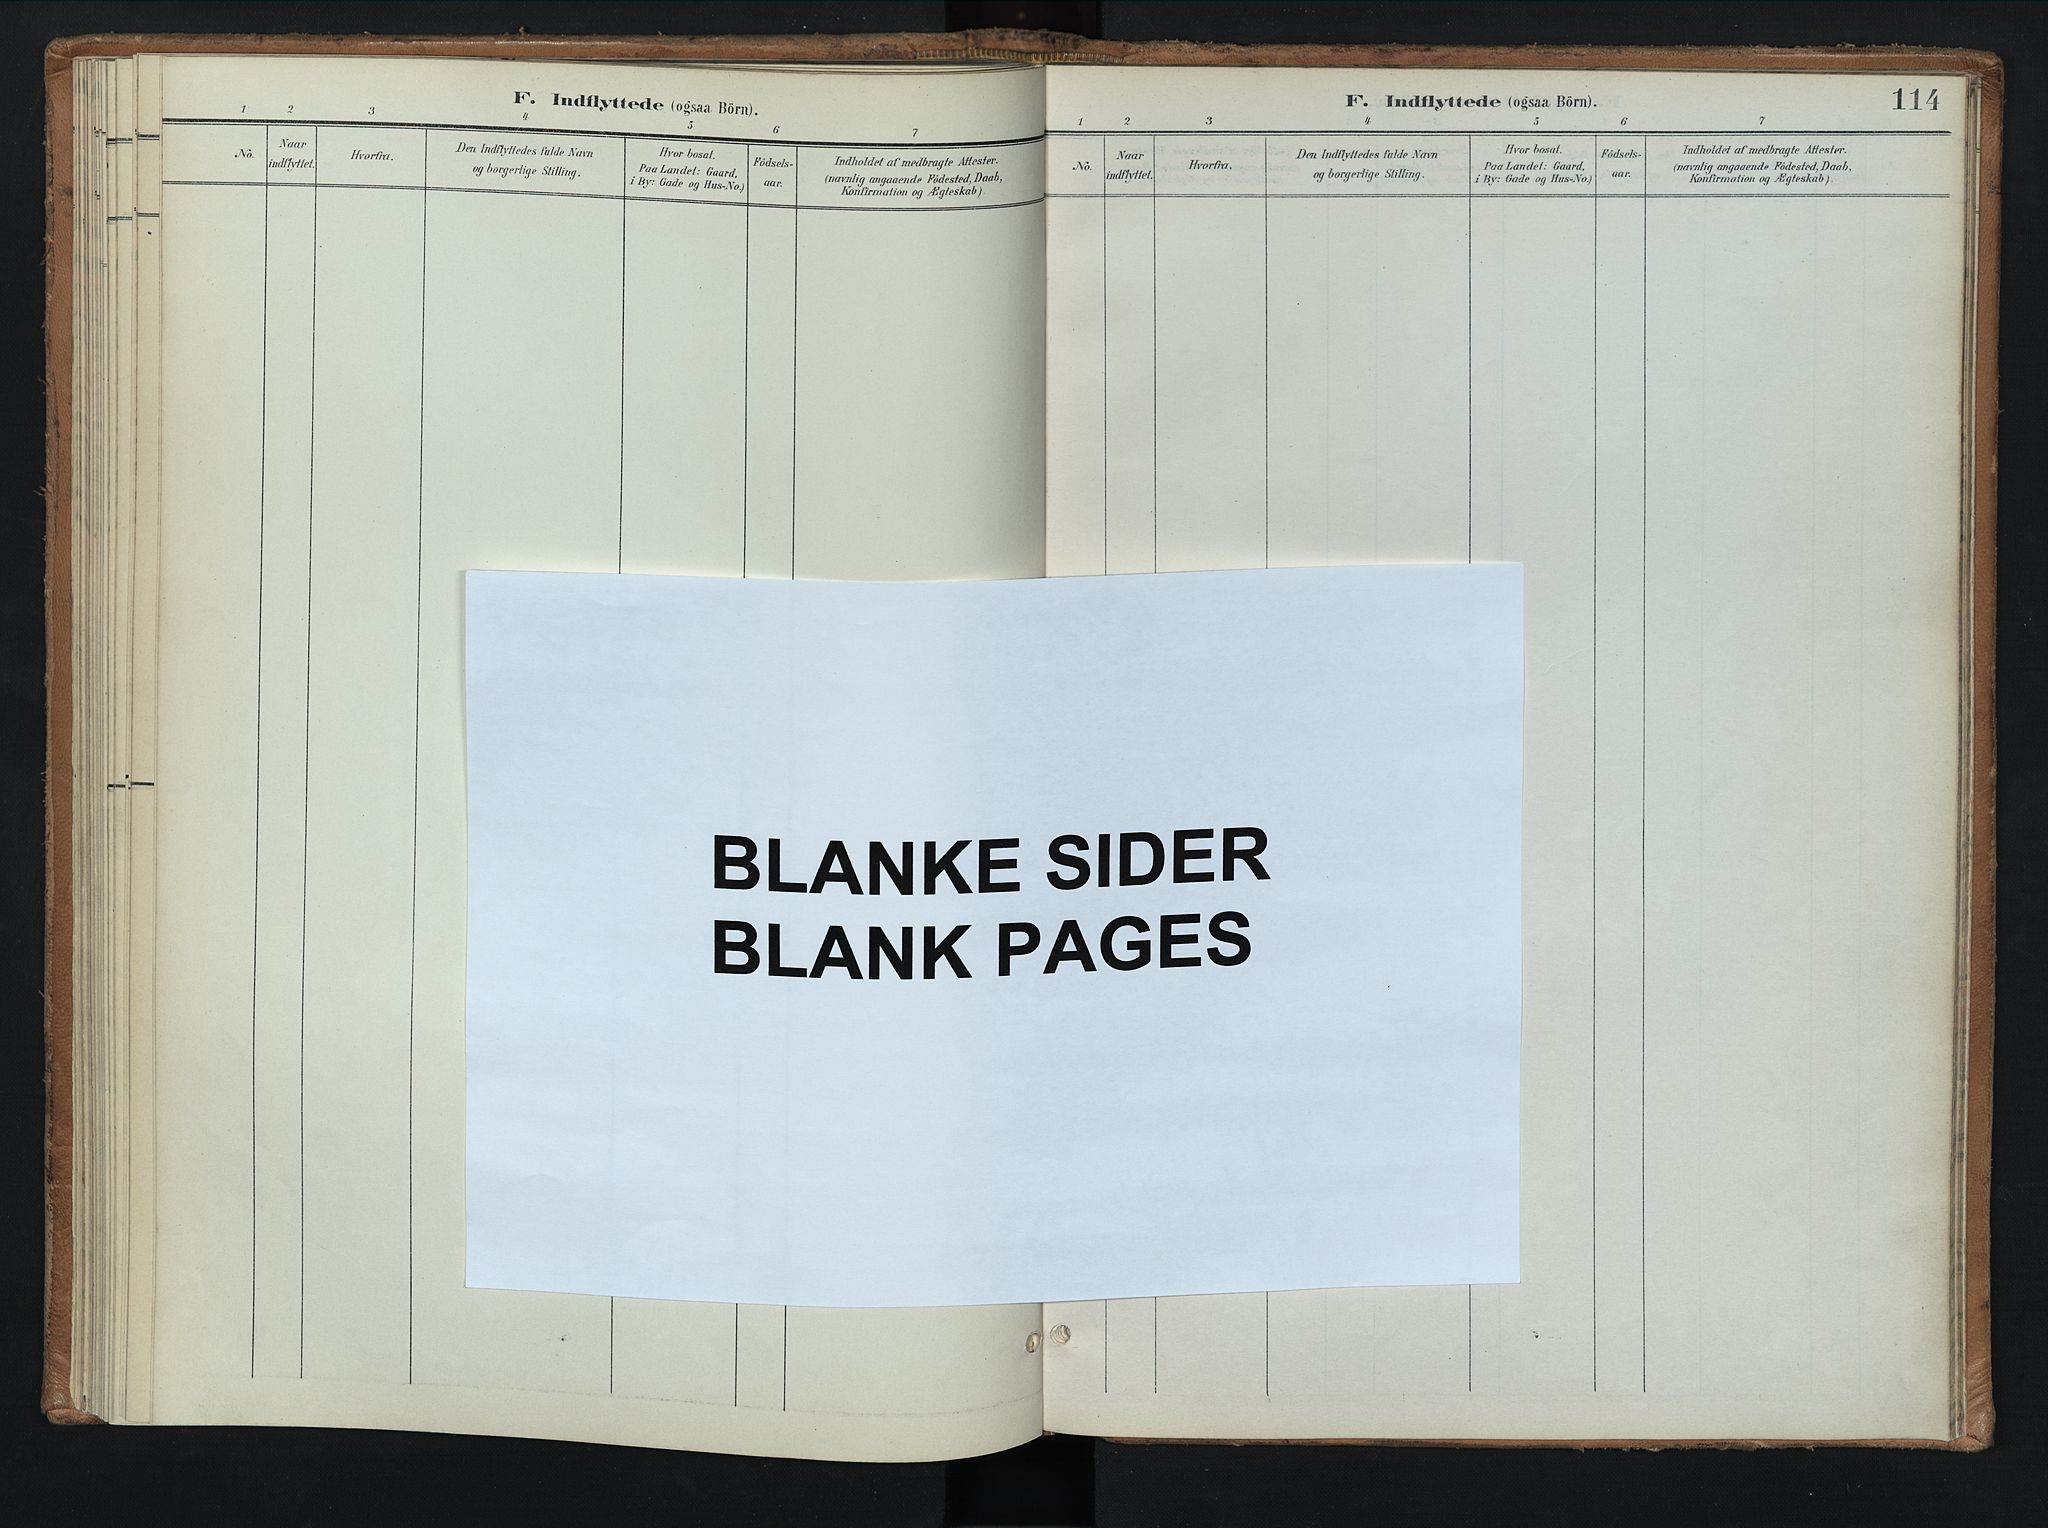 F. Indflyttede (ogsaa Börn).
1 2 3 4 5 6 7
No.
Naar
indflyttet.
Hvorfra.
Den Indflyttedes fulde Navn
og borgerlige Stilling.
Hvor bosat.
Paa Landet: Gaard,
i By: Gade og Hus-No.)
Födsels-
aar.
Indholdet af medbragte Attester.
(navnlig angaaende Födested, Daab,
Konfirmation og Ægteskab)
F. Indflyttede (ogsaa Börn).
114
1 2 3 4 5 6 7
No.
Naar
indflyttet.
Hvorfra.
Den Indflyttedes fulde Navn
og borgerlige Stilling.
Hvor bosat.
Paa Landet: Gaard,
i By: Gade og Hus-No.)
Födsels-
aar.
Indholdet af medbragte Attester.
(navnlig angaaende Födested, Daab,
Konfirmation og Ægteskab)
BLANKE SIDER
BLANK PAGES